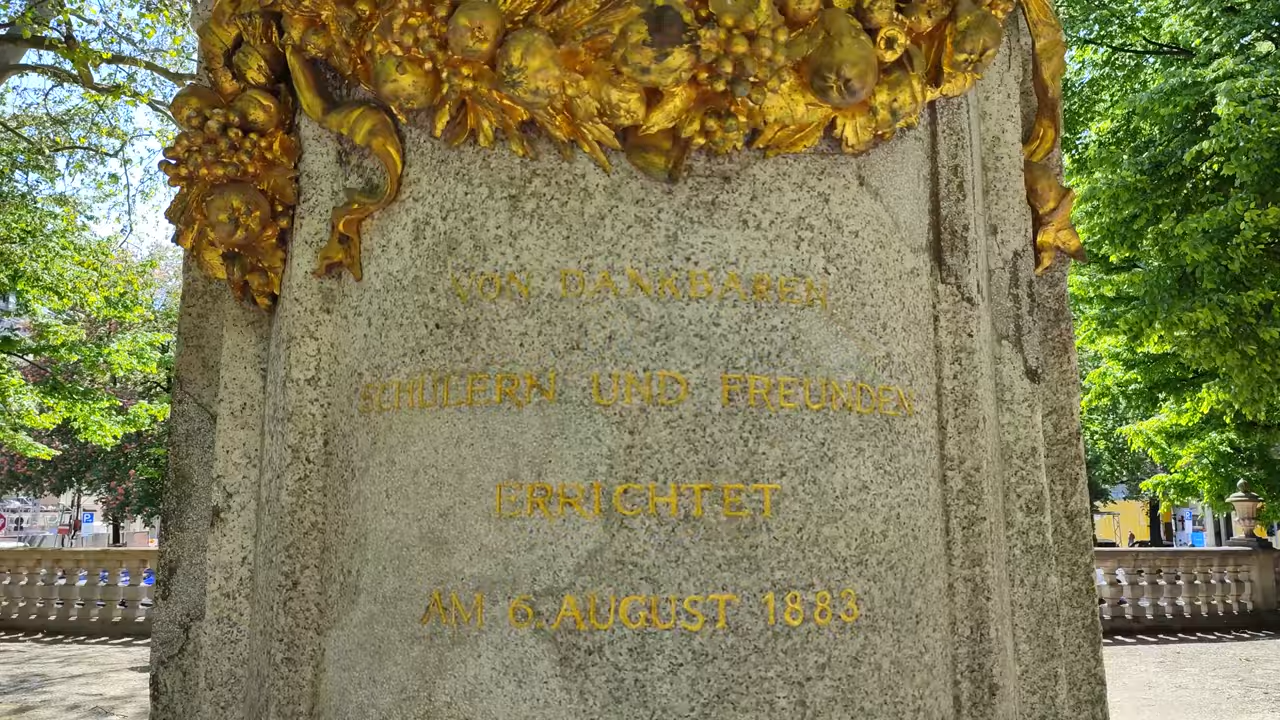 VON DANKBAREN
SCHÜLERN UND FREUNDEN
ERRICHTET
AM 6. AUGUST 1883